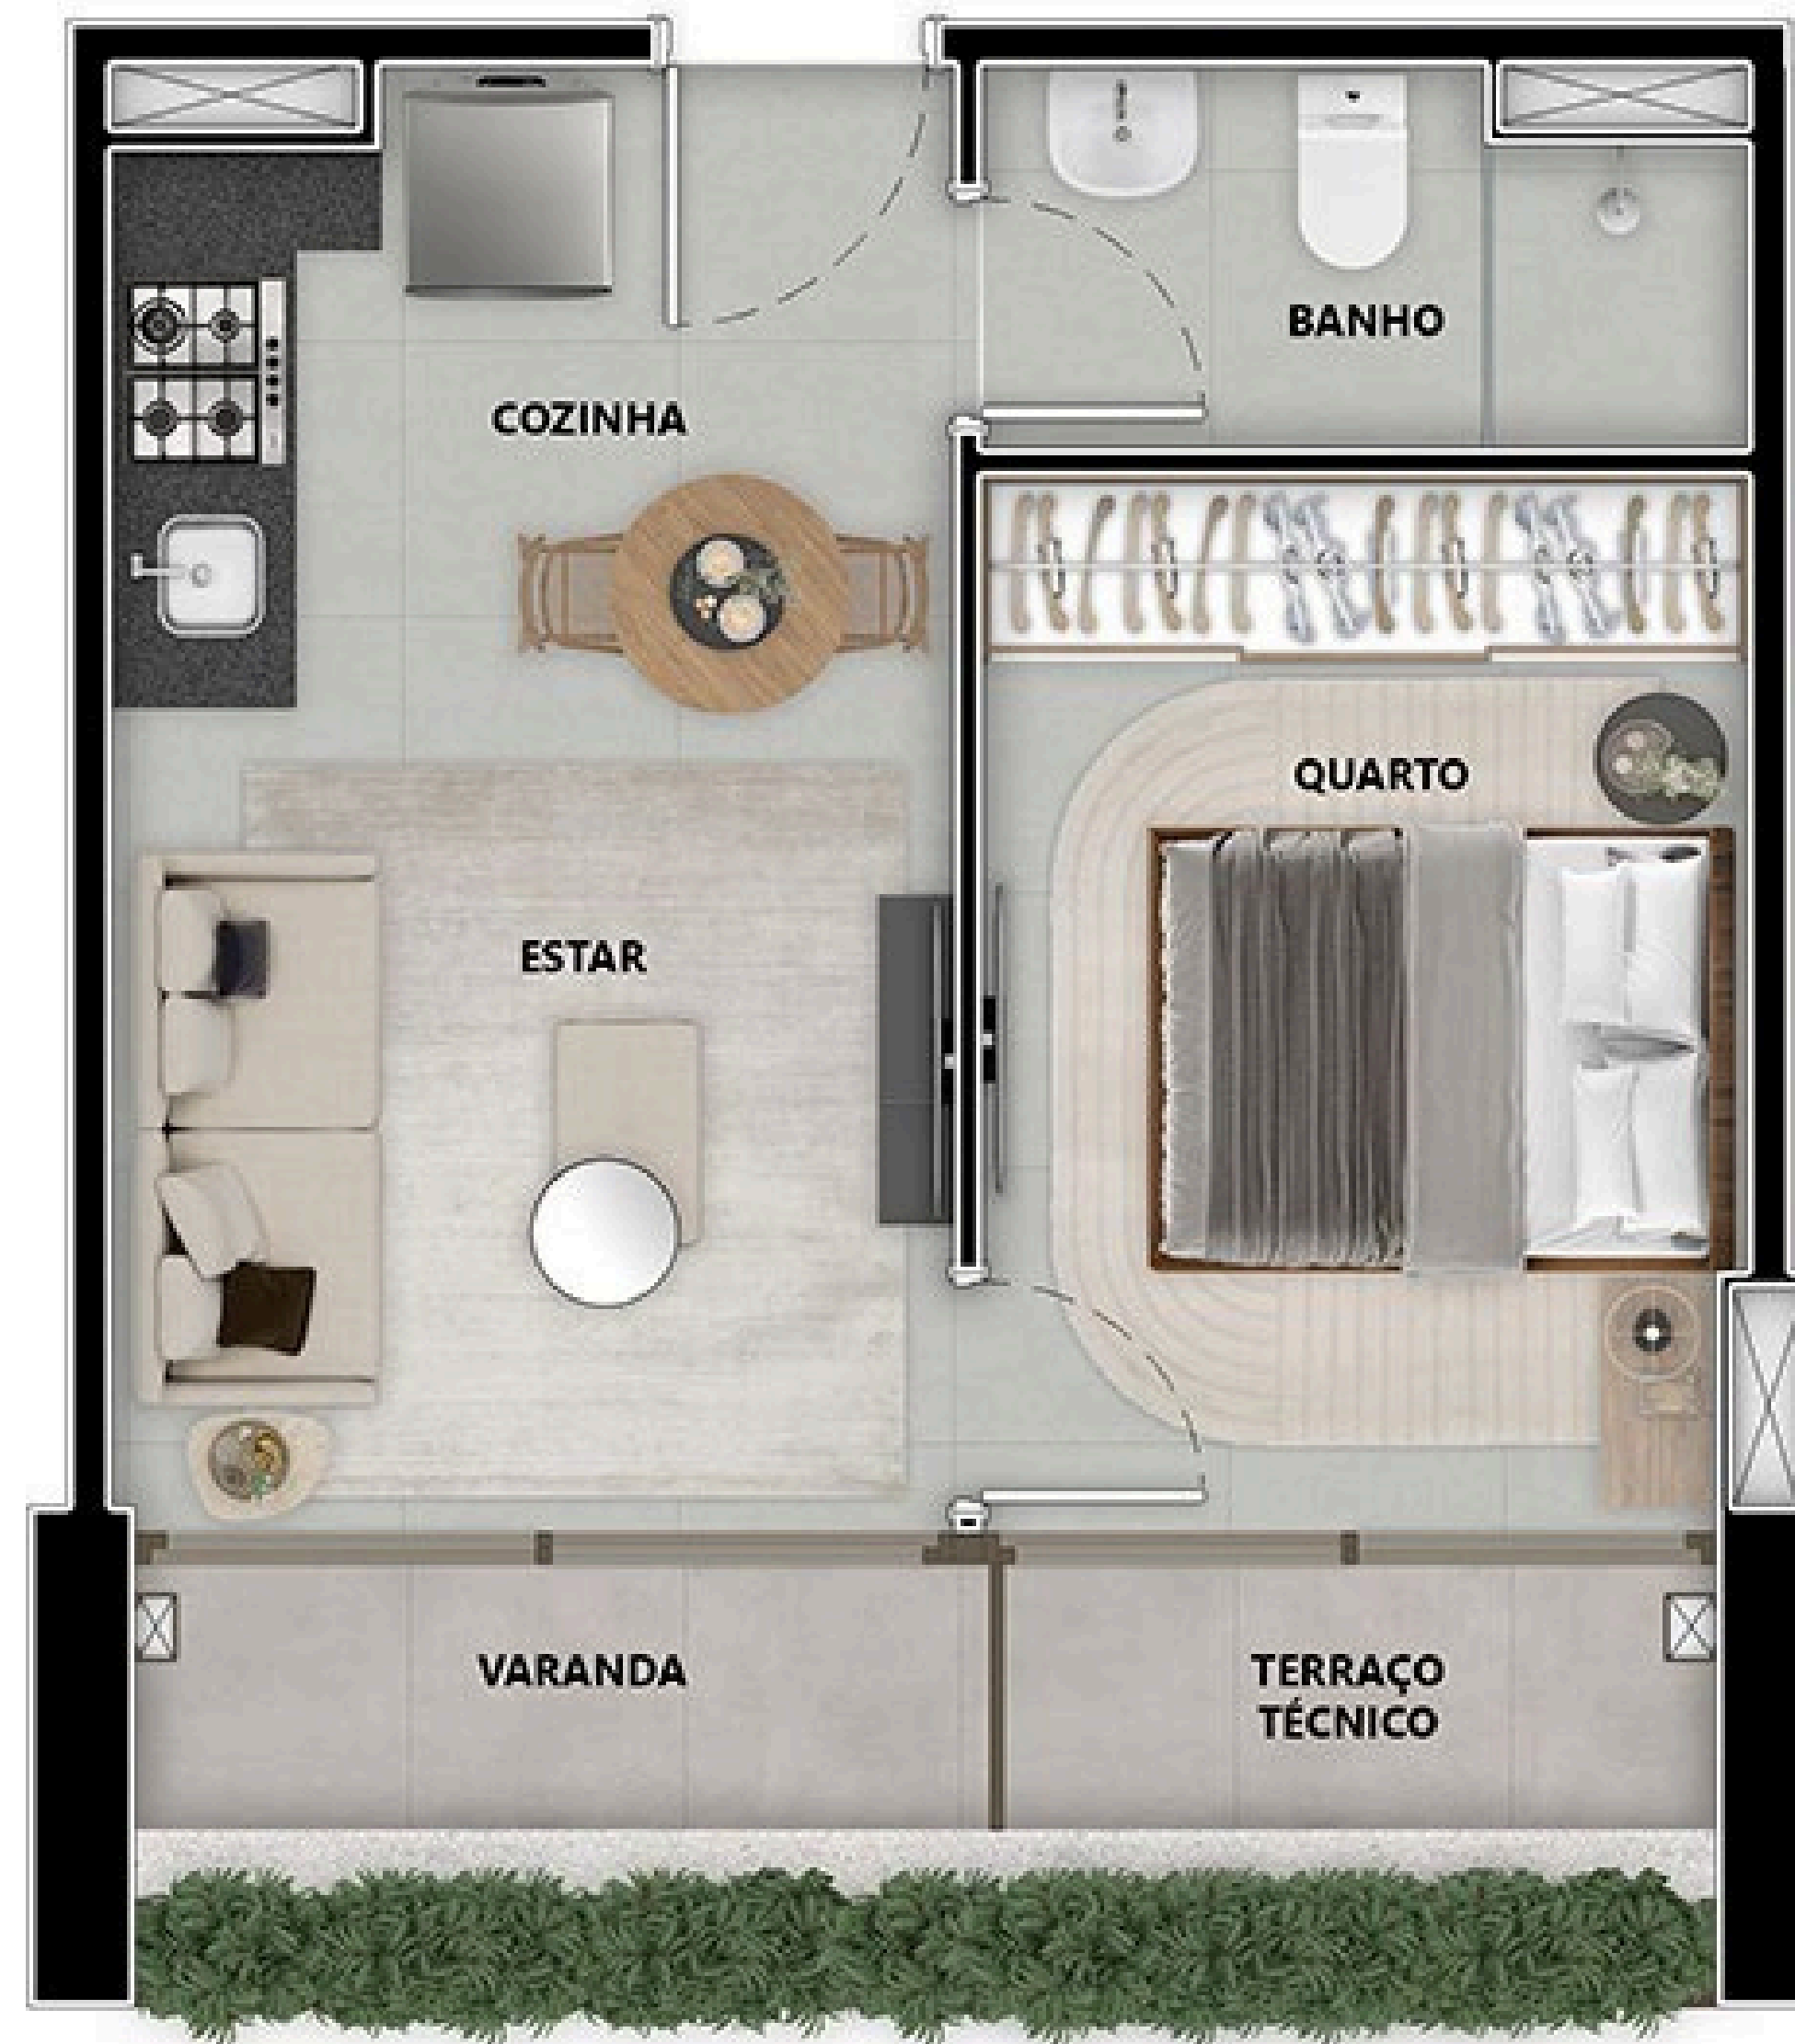 BANHO
COZINHA
QUARTO
ESTAR
VARANDA
TERRAÇO
TÉCNICO